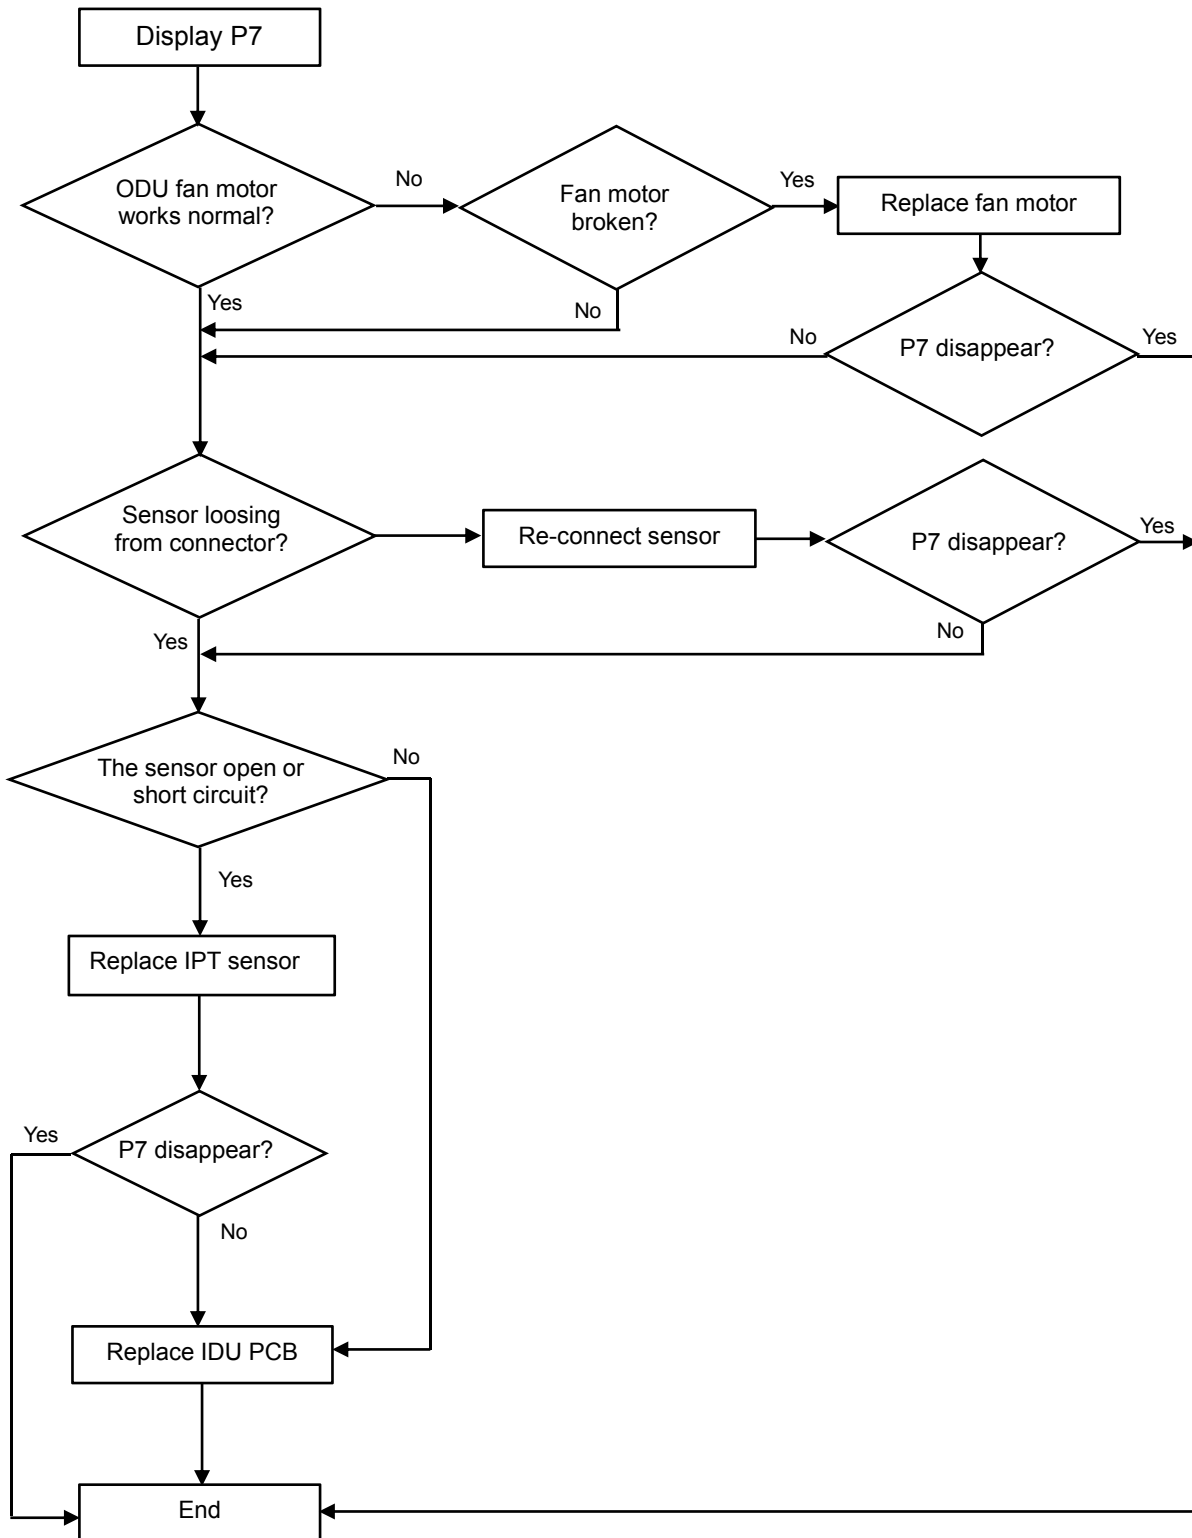 Display P7
ODU fan motor
works normal?
No
Fan motor
broken?
Yes
Replace fan motor
Yes
No
No
P7 disappear?
Yes
Sensor loosing
from connector?
Re-connect sensor
P7 disappear?
Yes
Yes
No
The sensor open or
short circuit?
No
Yes
Replace IPT sensor
Yes
P7 disappear?
No
Replace IDU PCB
End